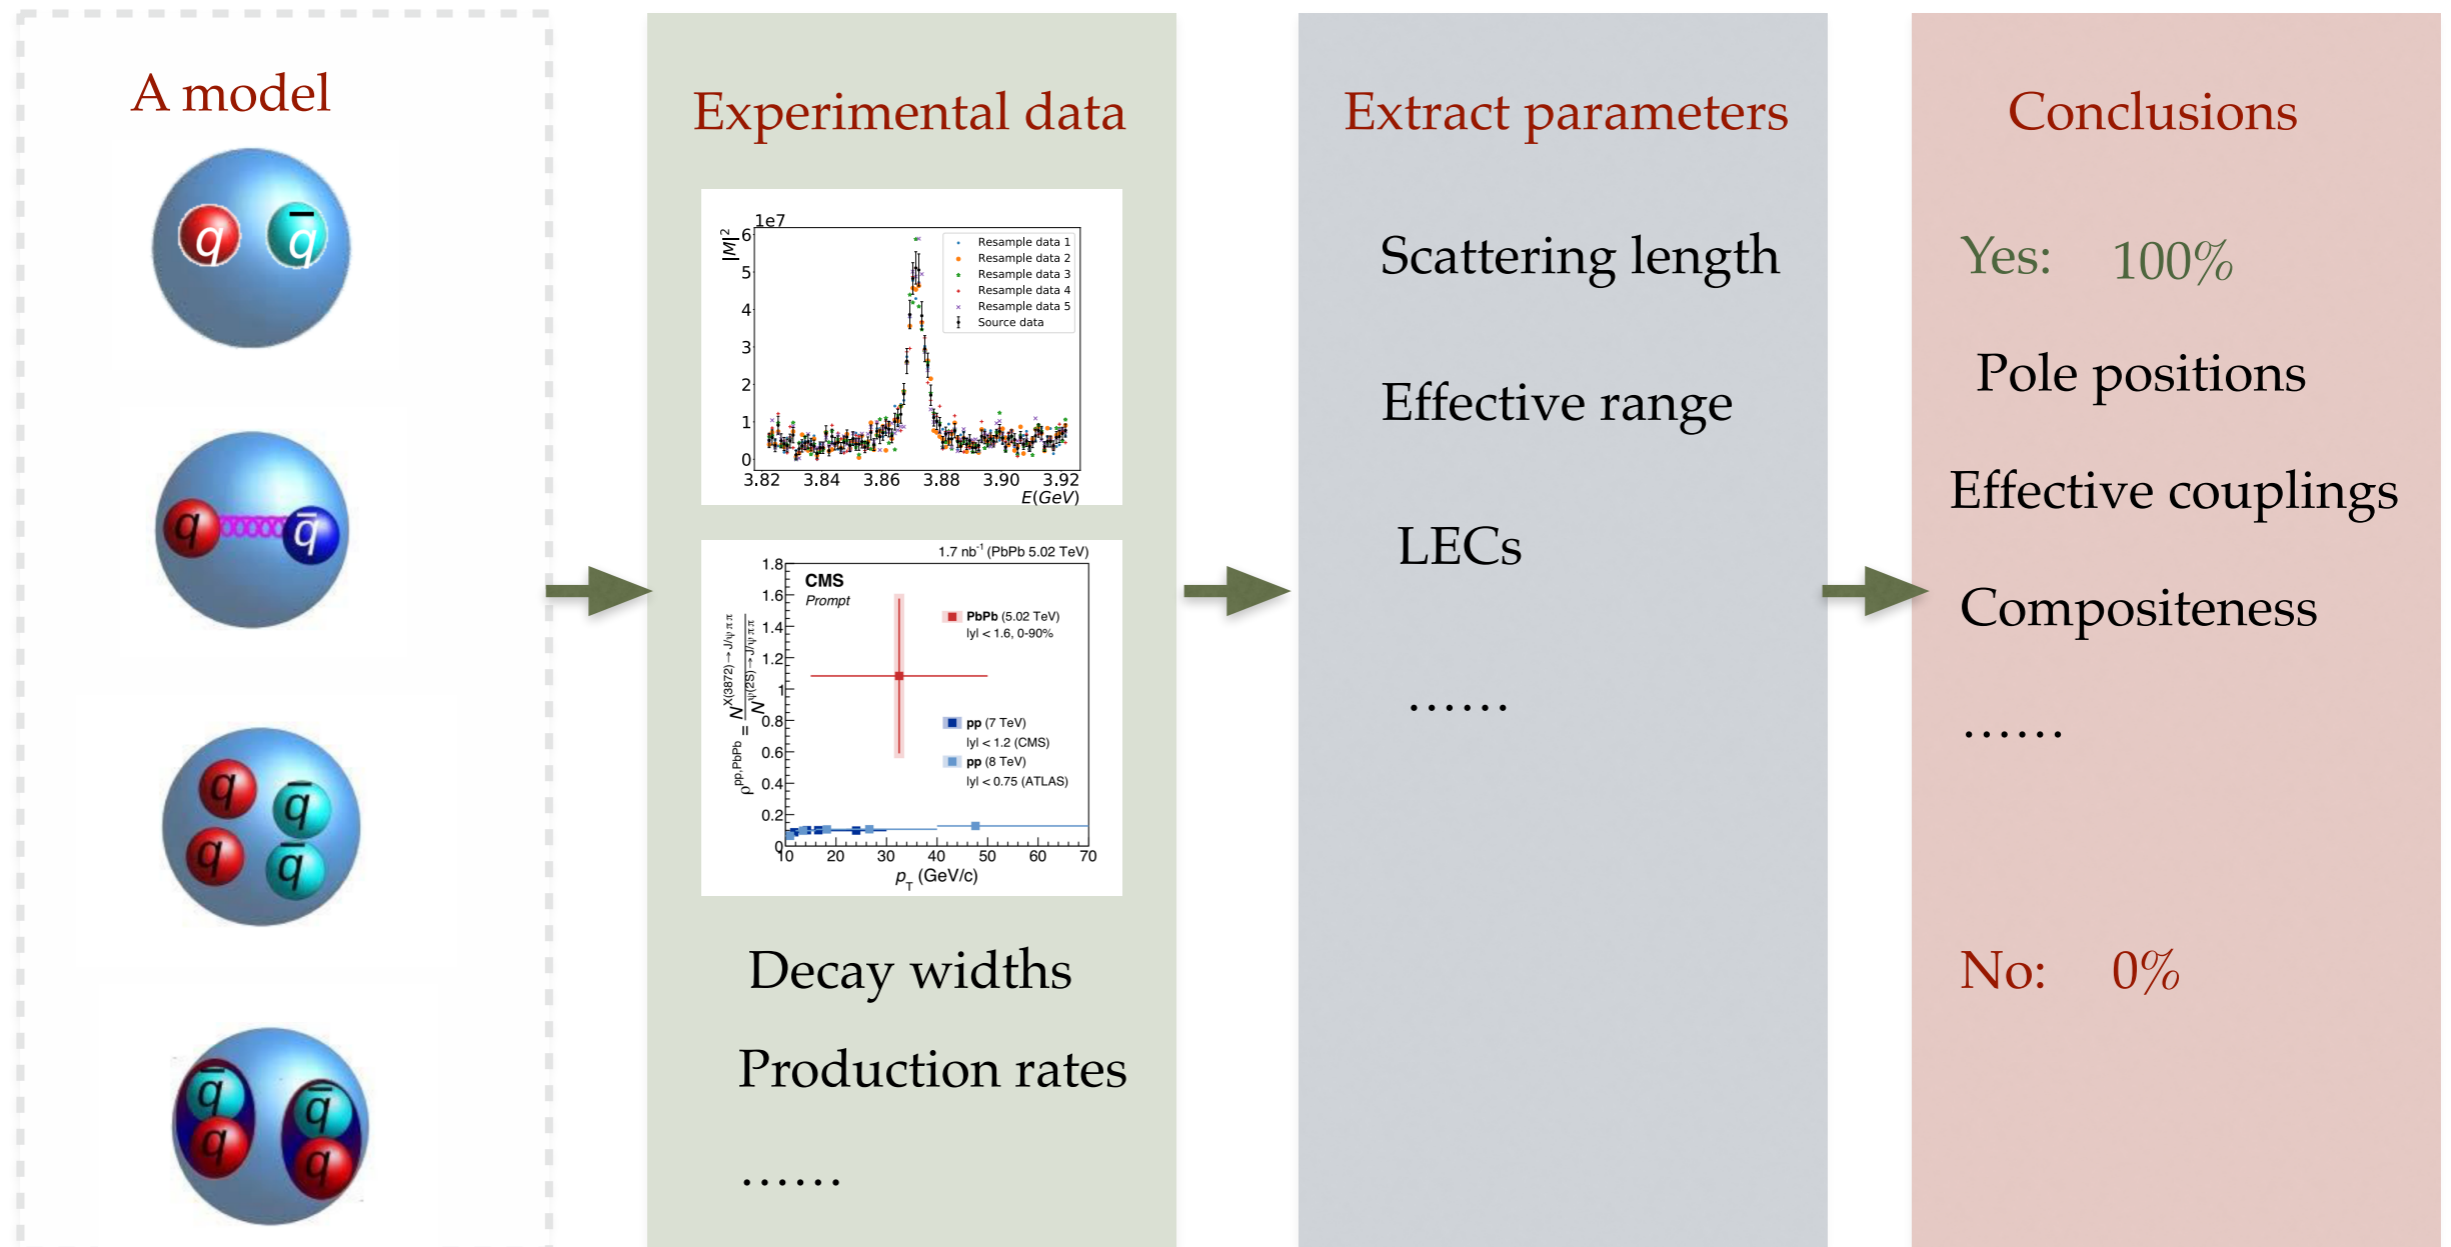 A model
q q̄
q q̄
q q̄
q q̄
q̄ q̄
q q
Experimental data
1e7
|M|²
6
5
4
3
2
1
0
3.82 3.84 3.86 3.88 3.90 3.92
E(GeV)
Resample data 1
Resample data 2
Resample data 3
Resample data 4
Resample data 5
Source data
1.7 nb⁻¹ (PbPb 5.02 TeV)
CMS
Prompt
ρ^pp,PbPb = N^X(3872)→J/ψππ / N^ψ(2S)→J/ψππ
1.8
1.6
1.4
1.2
1
0.8
0.6
0.4
0.2
0
PbPb (5.02 TeV)
|y| < 1.6, 0-90%
pp (7 TeV)
|y| < 1.2 (CMS)
pp (8 TeV)
|y| < 0.75 (ATLAS)
10 20 30 40 50 60 70
p_T (GeV/c)
Decay widths
Production rates
......
Extract parameters
Scattering length
Effective range
LECs
......
Conclusions
Yes: 100%
Pole positions
Effective couplings
Compositeness
......
No: 0%